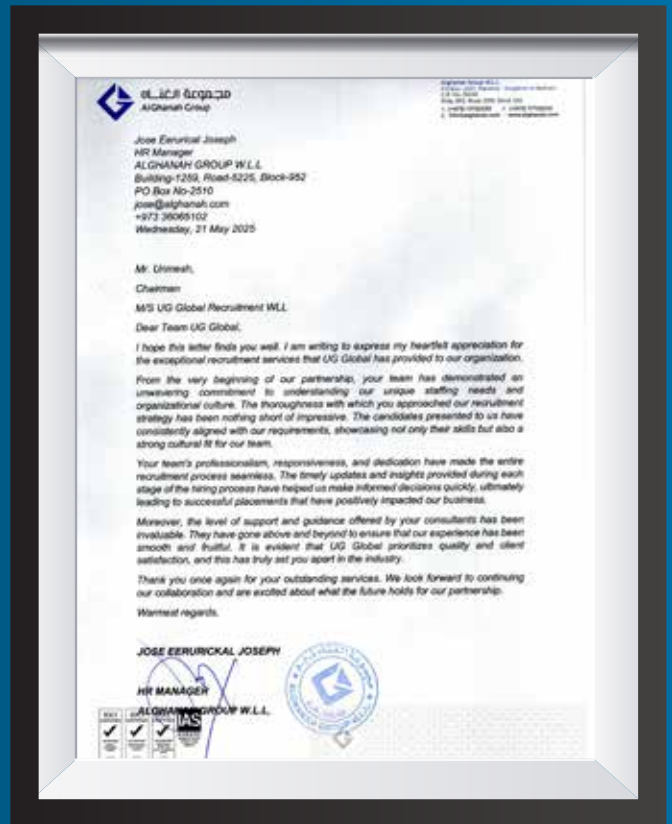 مجموعة الغناه
AlGhanah Group
Jose Eerurical Joseph
HR Manager
ALGHANAH GROUP W.L.L
Building-1259, Road-5225, Block-952
PO Box No-2510
jose@alghanah.com
+973 36065102
Wednesday, 21 May 2025
Mr. Unmesh,
Chairman
M/S UG Global Recruitment WLL
Dear Team UG Global,
I hope this letter finds you well. I am writing to express my heartfelt appreciation for
the exceptional recruitment services that UG Global has provided to our organization.
From the very beginning of our partnership, your team has demonstrated an
unwavering commitment to understanding our unique staffing needs and
organizational culture. The thoroughness with which you approached our recruitment
strategy has been nothing short of impressive. The candidates presented to us have
consistently aligned with our requirements, showcasing not only their skills but also a
strong cultural fit for our team.
Your team's professionalism, responsiveness, and dedication have made the entire
recruitment process seamless. The timely updates and insights provided during each
stage of the hiring process have helped us make informed decisions quickly, ultimately
leading to successful placements that have positively impacted our business.
Moreover, the level of support and guidance offered by your consultants has been
invaluable. They have gone above and beyond to ensure that our experience has been
smooth and fruitful. It is evident that UG Global prioritizes quality and client
satisfaction, and this has truly set you apart in the industry.
Thank you once again for your outstanding services. We look forward to continuing
our collaboration and are excited about what the future holds for our partnership.
Warmest regards,
JOSE EERURICKAL JOSEPH
HR MANAGER
ALGHANAH GROUP W.L.L,
IAS